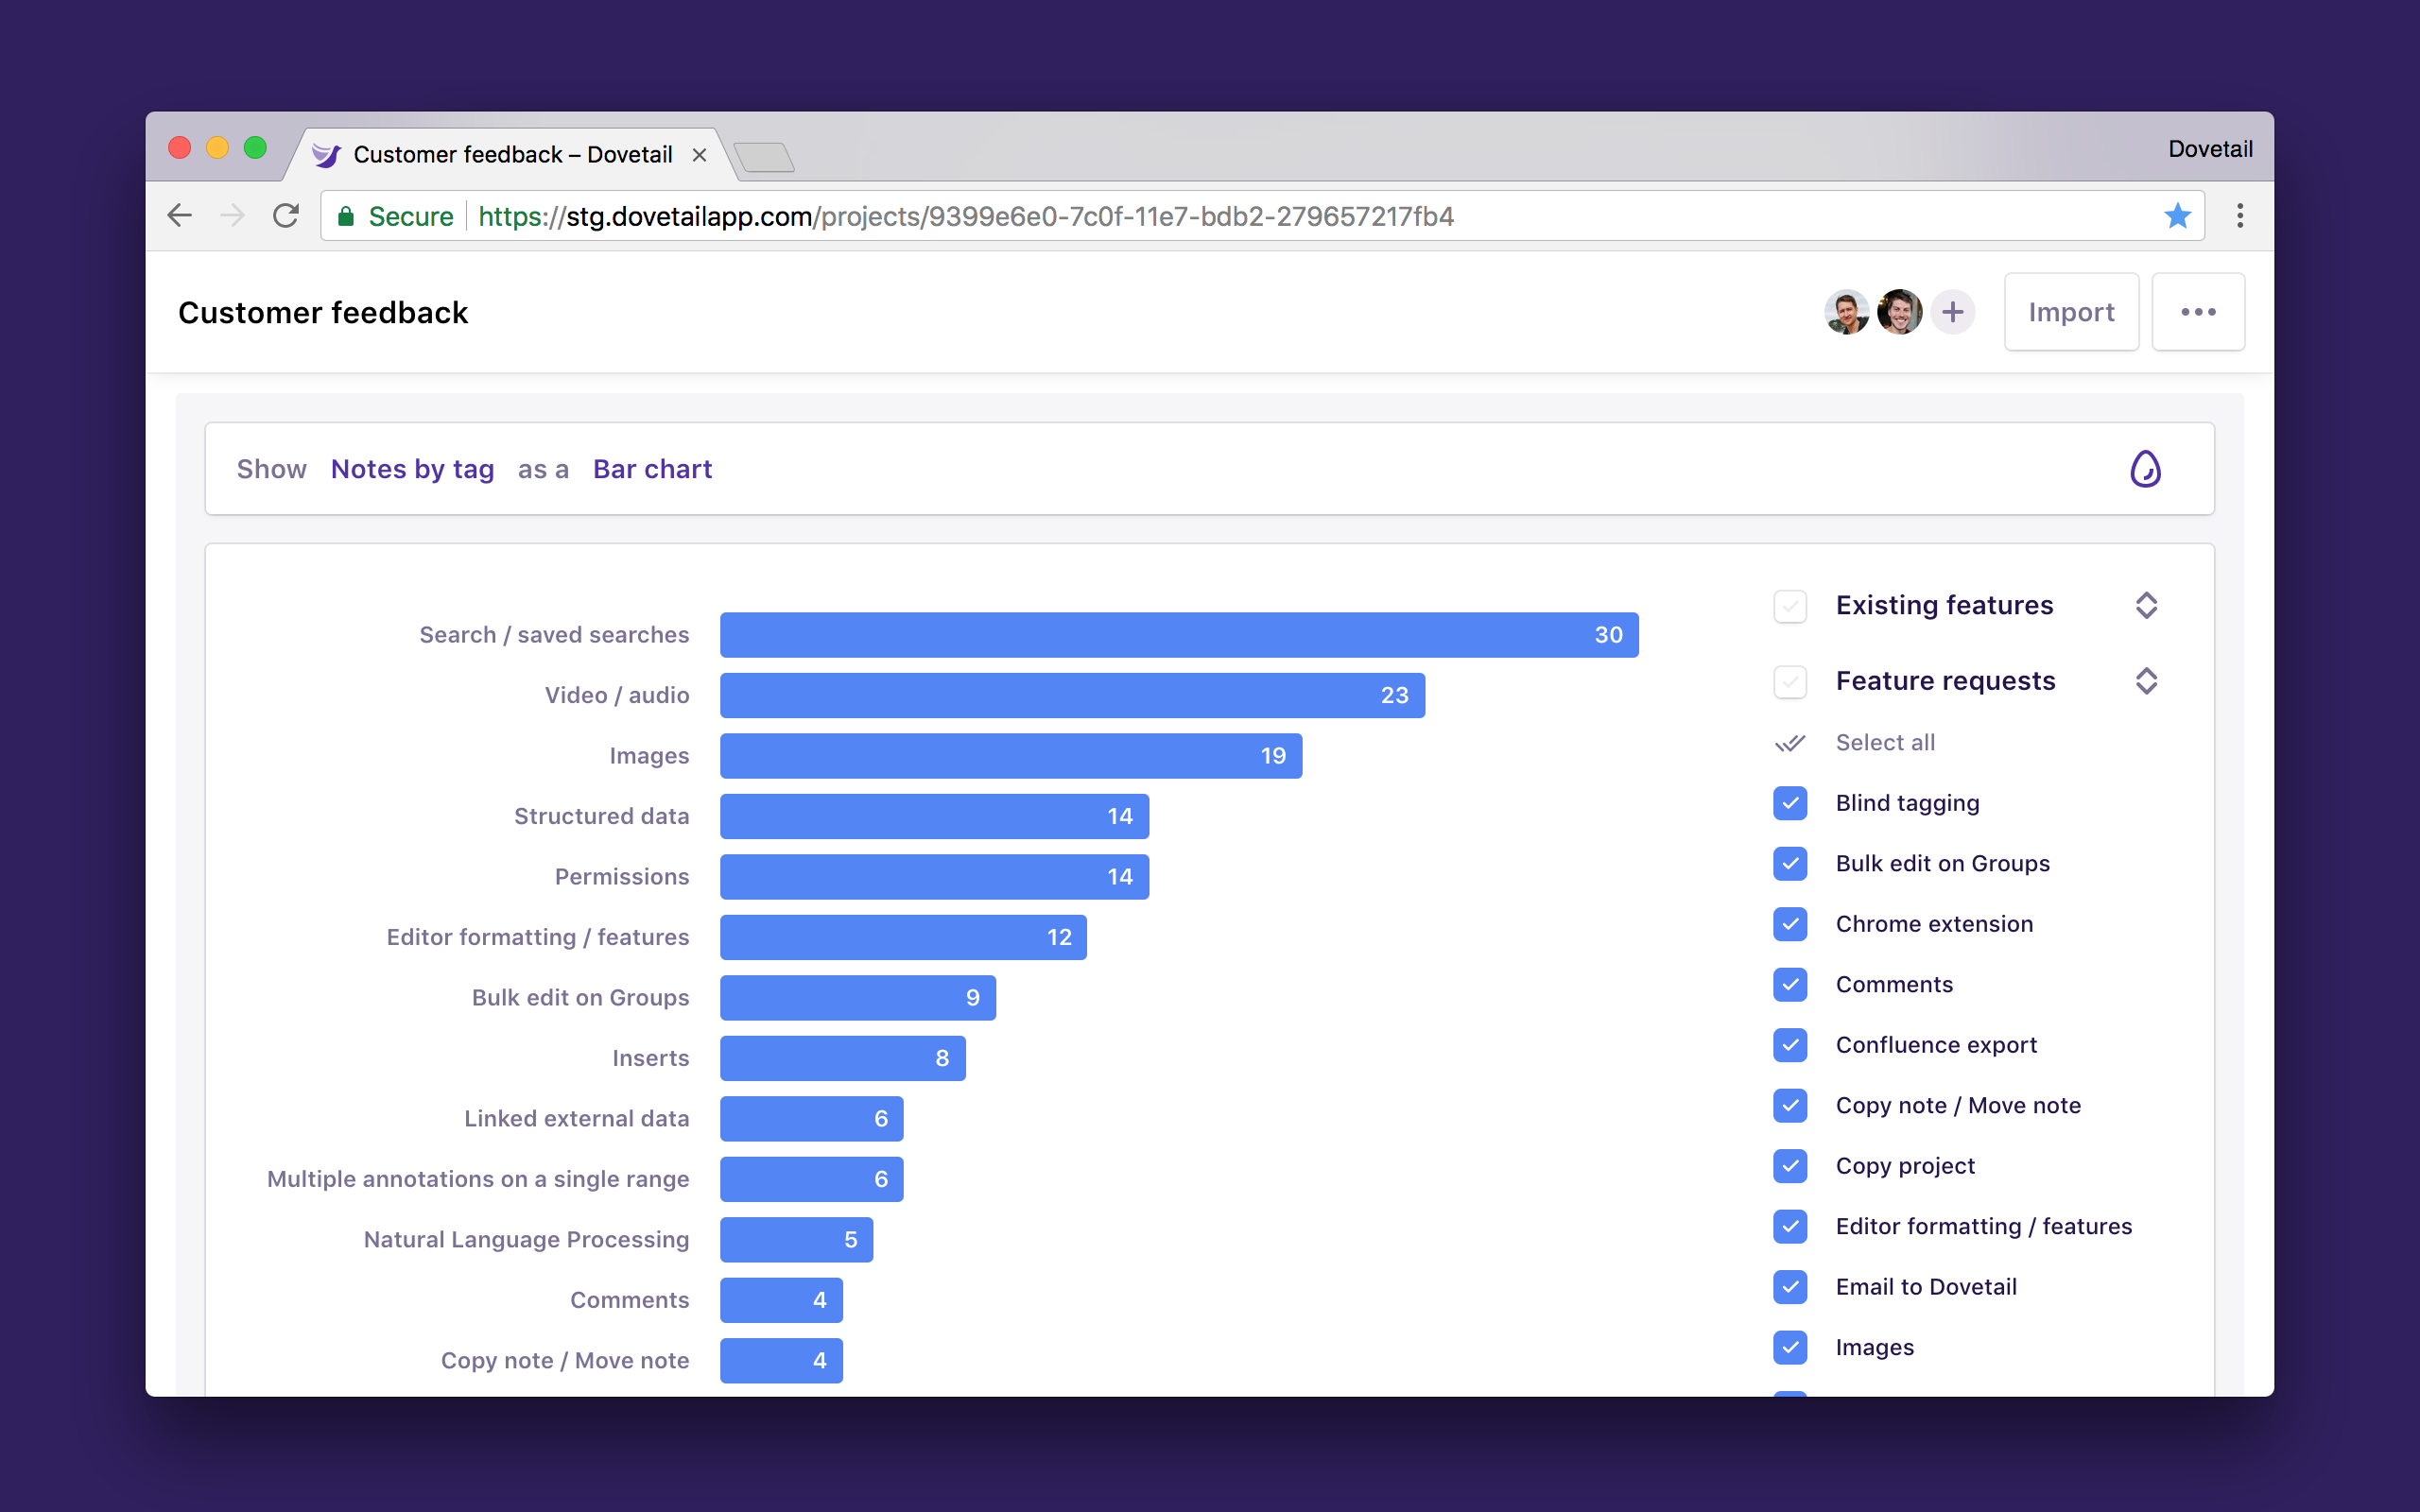 Customer feedback – Dovetail
Dovetail
Secure https://stg.dovetailapp.com/projects/9399e6e0-7c0f-11e7-bdb2-279657217fb4
Customer feedback
Import
Show Notes by tag as a Bar chart
Search / saved searches 30
Video / audio 23
Images 19
Structured data 14
Permissions 14
Editor formatting / features 12
Bulk edit on Groups 9
Inserts 8
Linked external data 6
Multiple annotations on a single range 6
Natural Language Processing 5
Comments 4
Copy note / Move note 4
Existing features
Feature requests
Select all
Blind tagging
Bulk edit on Groups
Chrome extension
Comments
Confluence export
Copy note / Move note
Copy project
Editor formatting / features
Email to Dovetail
Images